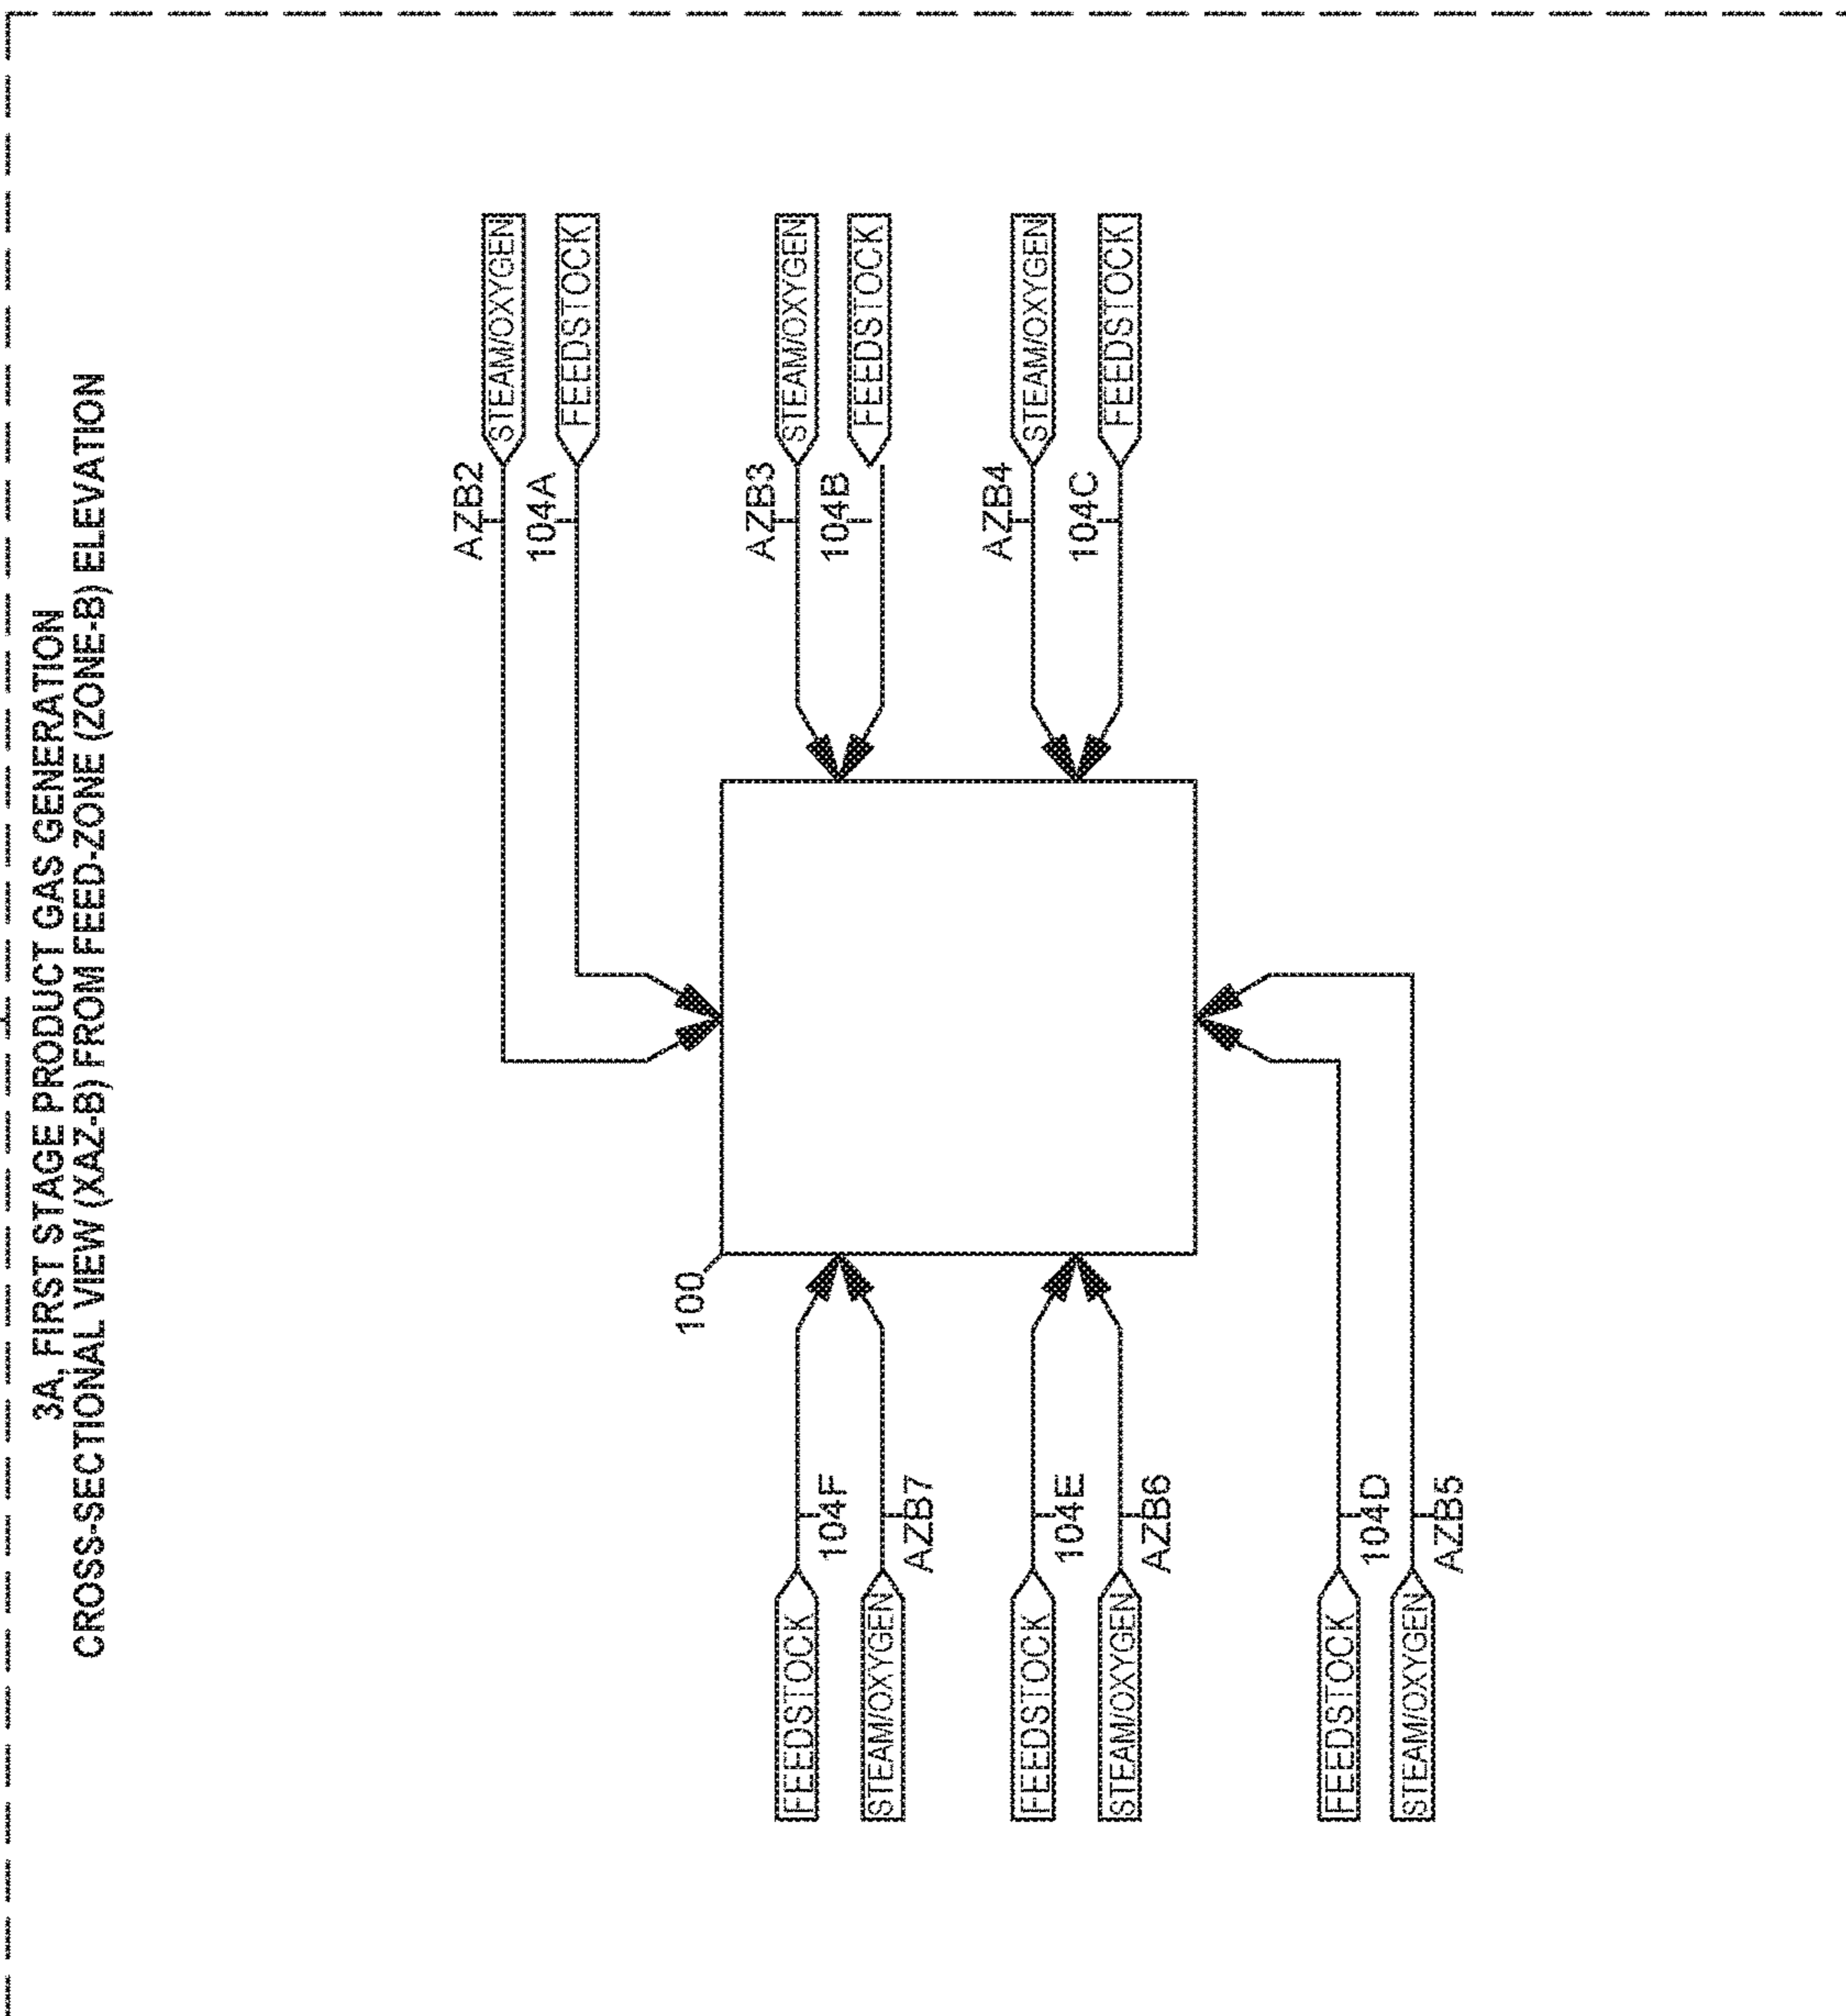 3A, FIRST STAGE PRODUCT GAS GENERATION
CROSS-SECTIONAL VIEW (XAZ-B) FROM FEED-ZONE (ZONE-B) ELEVATION
AZB2
STEAM/OXYGEN
104A
FEEDSTOCK
100
AZB3
FEEDSTOCK
STEAM/OXYGEN
104F
104B
FEEDSTOCK
STEAM/OXYGEN
AZB7
AZB4
FEEDSTOCK
STEAM/OXYGEN
104E
104C
STEAM/OXYGEN
FEEDSTOCK
AZB6
FEEDSTOCK
104D
STEAM/OXYGEN
AZB5